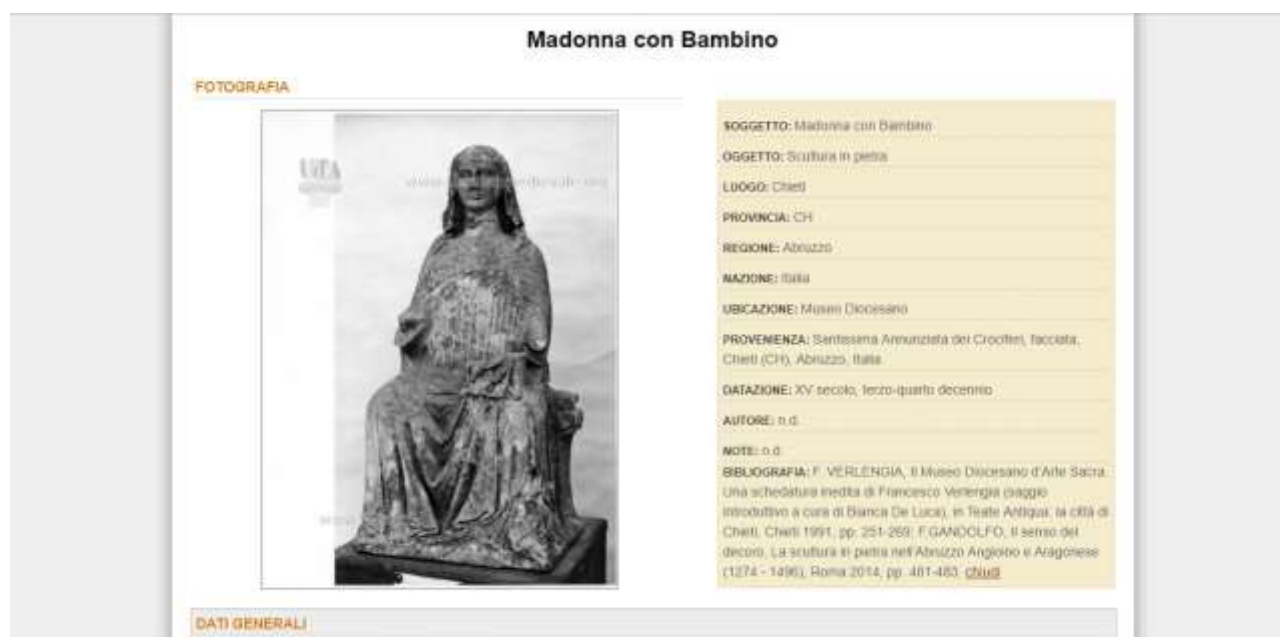 Madonna con Bambino
FOTOGRAFIA
SOGGETTO: Madonna con Bambino
OGGETTO: Scultura in pietra
LUOGO: Chieti
PROVINCIA: CH
REGIONE: Abruzzo
NAZIONE: Italia
UBICAZIONE: Museo Diocesano
PROVENIENZA: Santissima Annunziata dei Crociferi, facciata,
Chieti (CH), Abruzzo, Italia
DATAZIONE: XV secolo, terzo-quarto decennio
AUTORE: n.d.
NOTE: n.d.
BIBLIOGRAFIA: F. VERLENGIA, Il Museo Diocesano d'Arte Sacra.
Una schedatura inedita di Francesco Verlengia (saggio
introduttivo a cura di Bianca De Luca), in Teate Antiqua: la città di
Chieti, Chieti 1991, pp. 251-269; F.GANDOLFO, Il senso del
decoro. La scultura in pietra nell'Abruzzo Angioino e Aragonese
(1274 - 1496), Roma 2014, pp. 481-483. chiudi
DATI GENERALI